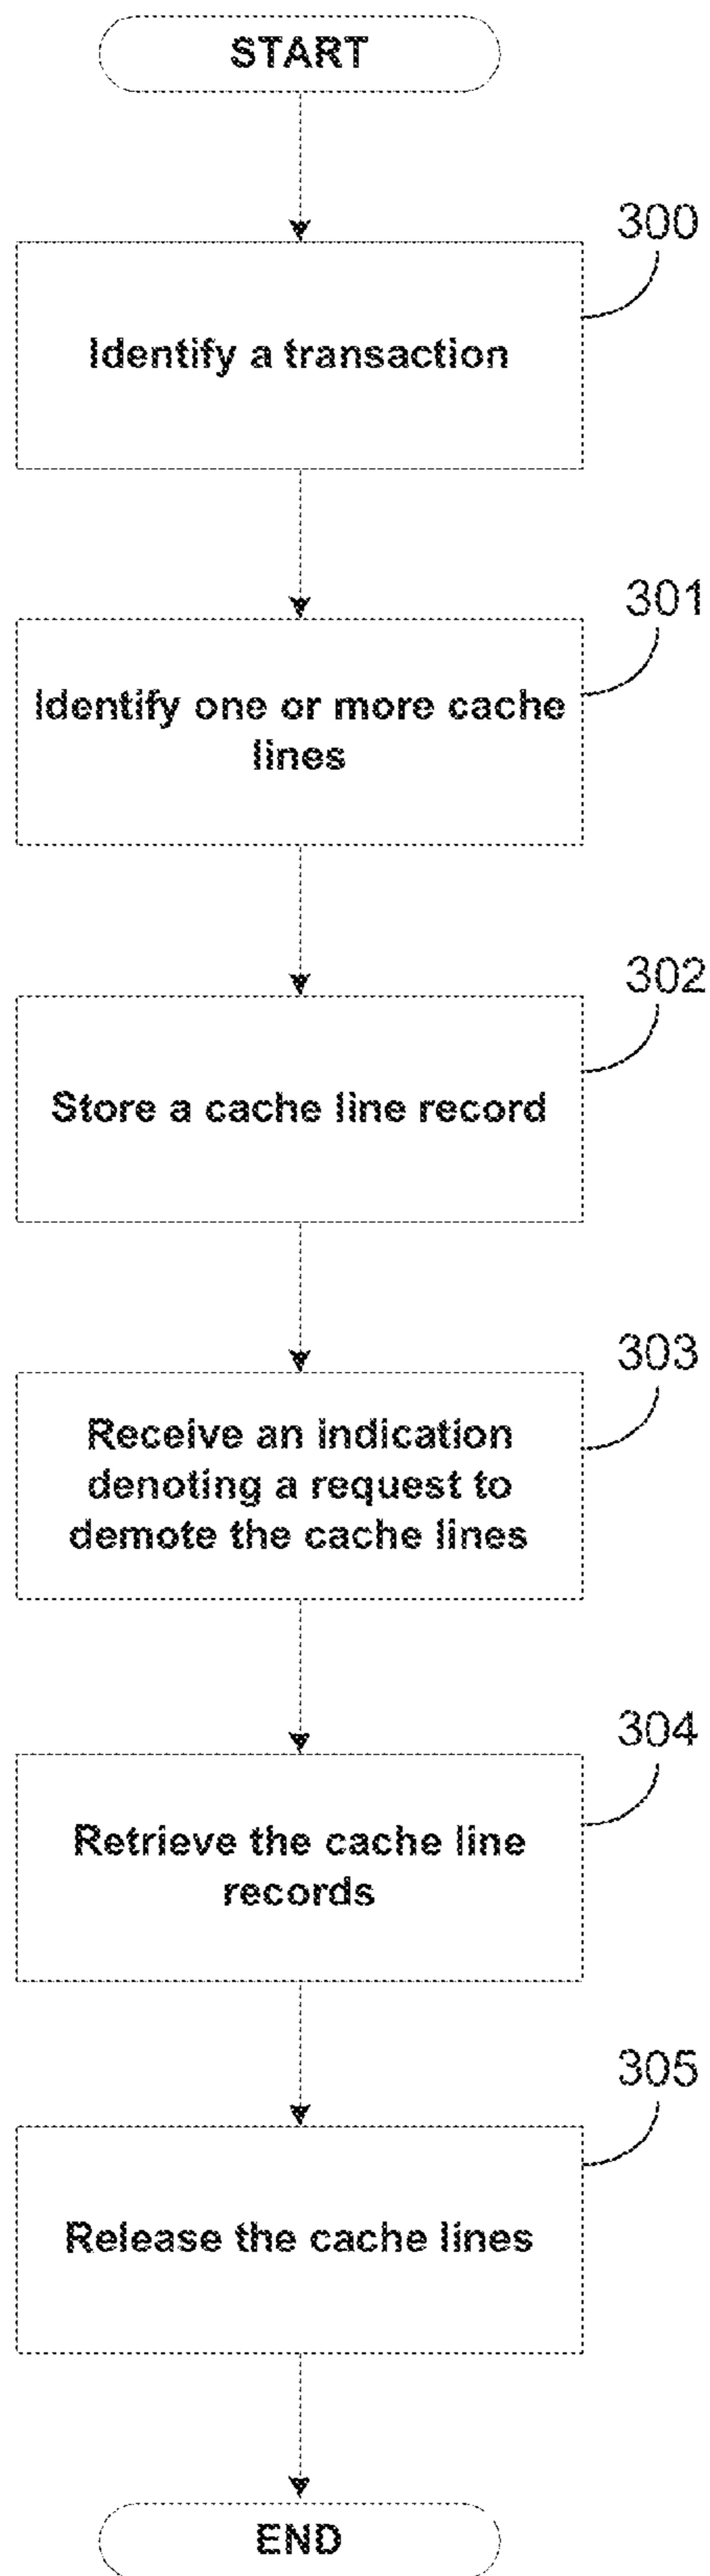 START
300
Identify a transaction
301
Identify one or more cache
lines
302
Store a cache line record
303
Receive an indication
denoting a request to
demote the cache lines
304
Retrieve the cache line
records
305
Release the cache lines
END